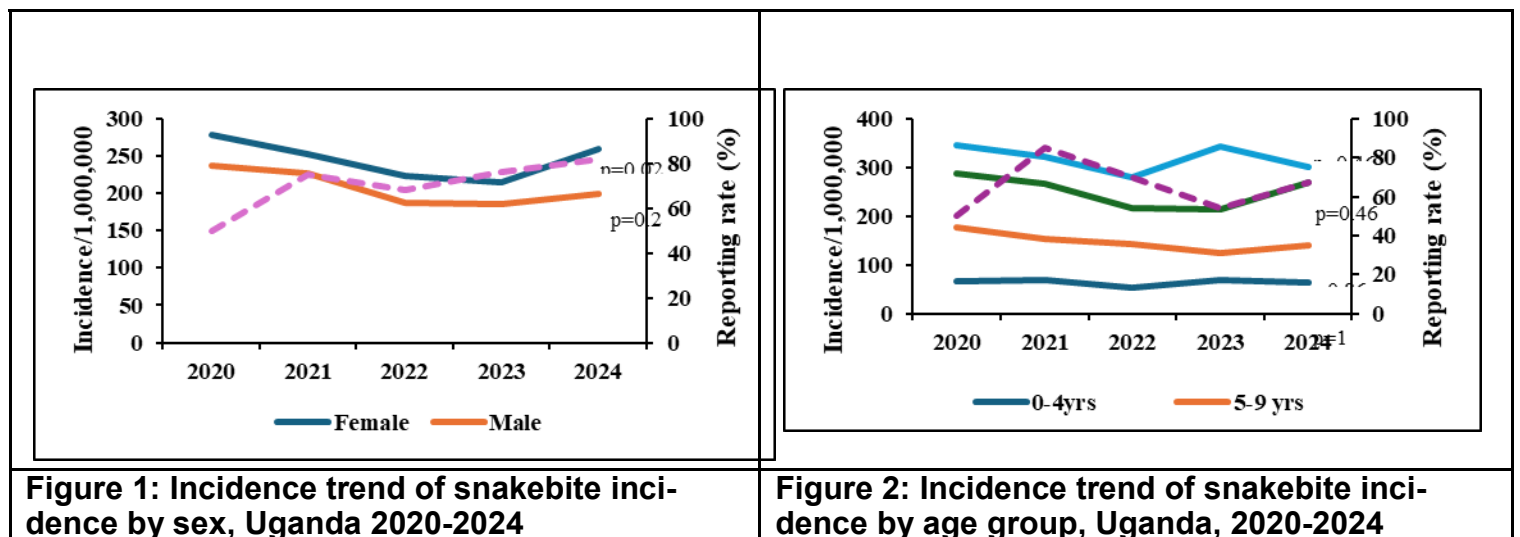 Incidence/1,000,000
300
250
200
150
100
50
0
100
80
60
40
20
0
Reporting rate (%)
p=0.2
2020 2021 2022 2023 2024
Female Male
Incidence/1,000,000
400
300
200
100
0
100
80
60
40
20
0
Reporting rate (%)
p=0.46
p=1
2020 2021 2022 2023 2024
0-4yrs 5-9 yrs
Figure 1: Incidence trend of snakebite inci-
dence by sex, Uganda 2020-2024
Figure 2: Incidence trend of snakebite inci-
dence by age group, Uganda, 2020-2024